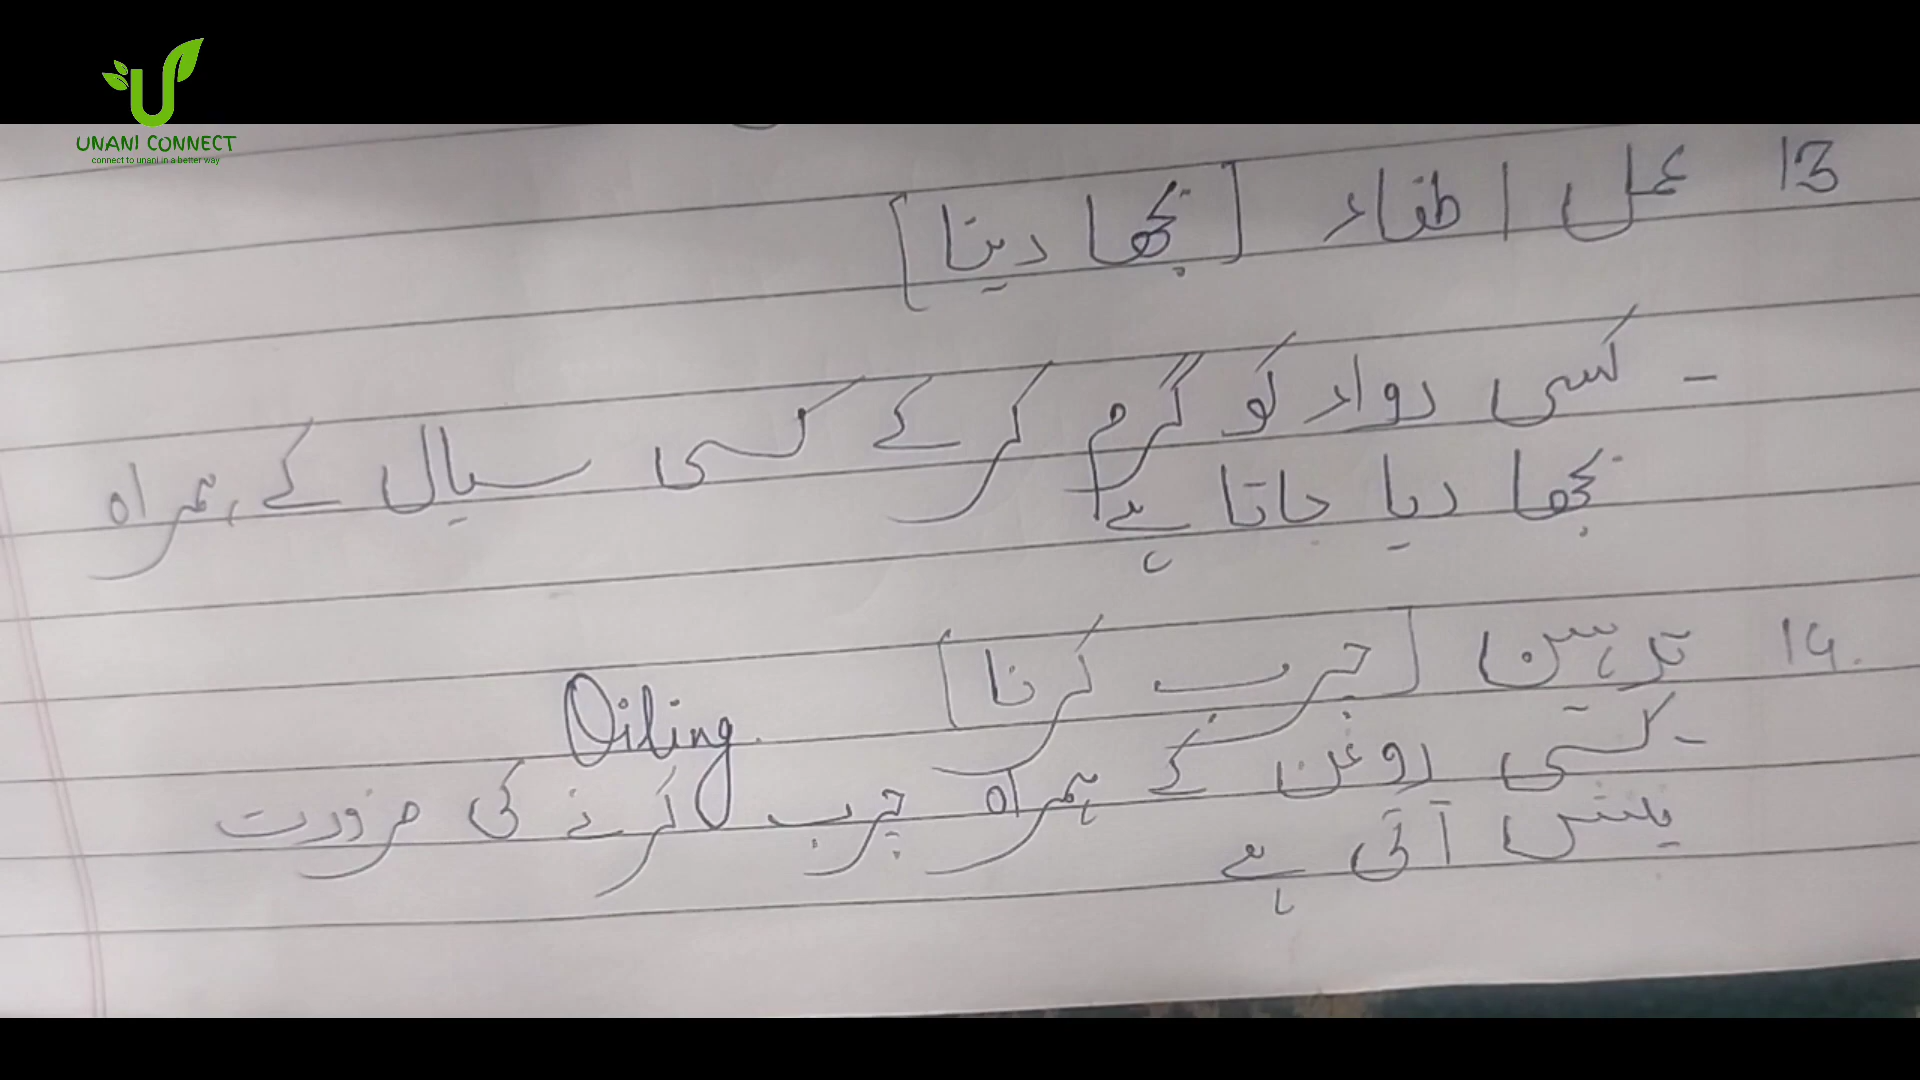 UNANI CONNECT
connect to unani in a better way
13 عمل اطفاء [بجھا دینا]
- کسی دواء کو گرم کرکے کسی سیال کے ہمراہ
بجھا دیا جاتا ہے
14. تدہین [چرب کرنا]
Oiling
- کسی روغن کے ہمراہ چرب کرنے کی ضرورت
پیش آتی ہے